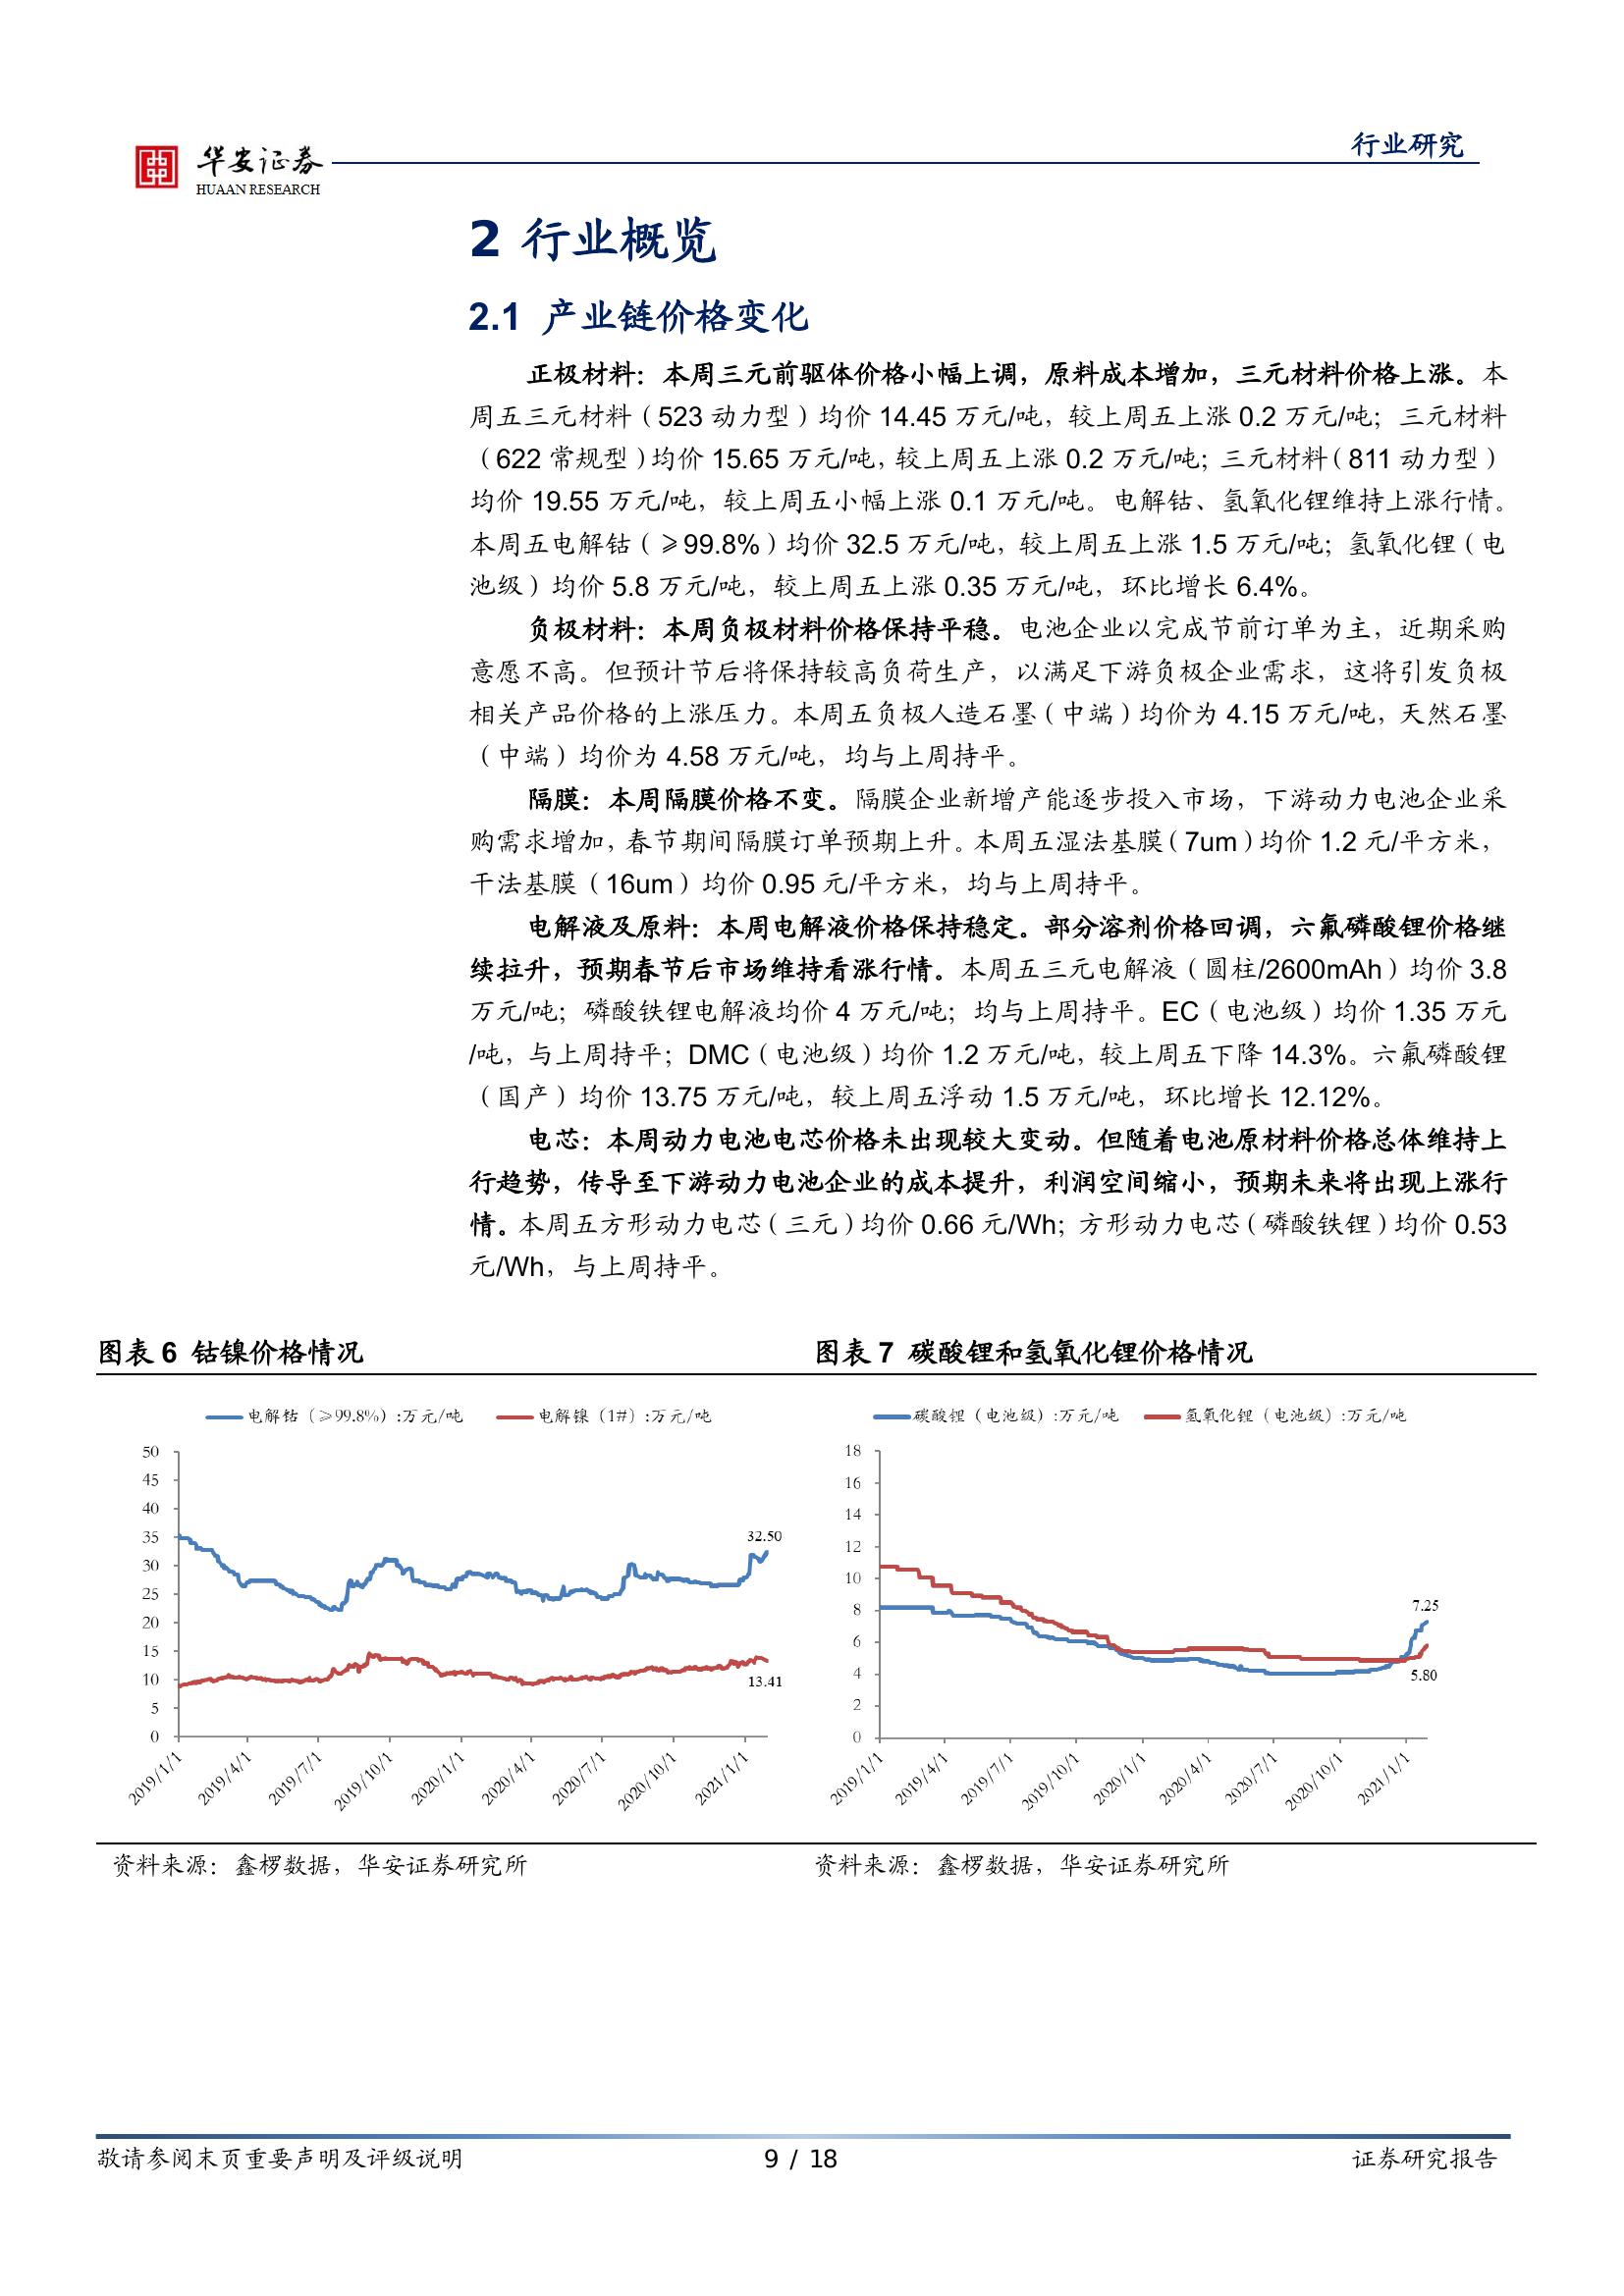 华安证券
HUAAN RESEARCH
行业研究
2 行业概览
2.1 产业链价格变化
正极材料：本周三元前驱体价格小幅上调，原料成本增加，三元材料价格上涨。本
周五三元材料（523 动力型）均价 14.45 万元/吨，较上周五上涨 0.2 万元/吨；三元材料
（622 常规型）均价 15.65 万元/吨，较上周五上涨 0.2 万元/吨；三元材料（811 动力型）
均价 19.55 万元/吨，较上周五小幅上涨 0.1 万元/吨。电解钴、氢氧化锂维持上涨行情。
本周五电解钴（≥99.8%）均价 32.5 万元/吨，较上周五上涨 1.5 万元/吨；氢氧化锂（电
池级）均价 5.8 万元/吨，较上周五上涨 0.35 万元/吨，环比增长 6.4%。
负极材料：本周负极材料价格保持平稳。电池企业以完成节前订单为主，近期采购
意愿不高。但预计节后将保持较高负荷生产，以满足下游负极企业需求，这将引发负极
相关产品价格的上涨压力。本周五负极人造石墨（中端）均价为 4.15 万元/吨，天然石墨
（中端）均价为 4.58 万元/吨，均与上周持平。
隔膜：本周隔膜价格不变。隔膜企业新增产能逐步投入市场，下游动力电池企业采
购需求增加，春节期间隔膜订单预期上升。本周五湿法基膜（7um）均价 1.2 元/平方米，
干法基膜（16um）均价 0.95 元/平方米，均与上周持平。
电解液及原料：本周电解液价格保持稳定。部分溶剂价格回调，六氟磷酸锂价格继
续拉升，预期春节后市场维持看涨行情。本周五三元电解液（圆柱/2600mAh）均价 3.8
万元/吨；磷酸铁锂电解液均价 4 万元/吨；均与上周持平。EC（电池级）均价 1.35 万元
/吨，与上周持平；DMC（电池级）均价 1.2 万元/吨，较上周五下降 14.3%。六氟磷酸锂
（国产）均价 13.75 万元/吨，较上周五浮动 1.5 万元/吨，环比增长 12.12%。
电芯：本周动力电池电芯价格未出现较大变动。但随着电池原材料价格总体维持上
行趋势，传导至下游动力电池企业的成本提升，利润空间缩小，预期未来将出现上涨行
情。本周五方形动力电芯（三元）均价 0.66 元/Wh；方形动力电芯（磷酸铁锂）均价 0.53
元/Wh，与上周持平。
图表 6 钴镍价格情况
电解钴（≥99.8%）:万元/吨 电解镍（1#）:万元/吨
50
45
40
35
30
25
20
15
10
5
0
32.50
13.41
2019/1/1 2019/4/1 2019/7/1 2019/10/1 2020/1/1 2020/4/1 2020/7/1 2020/10/1 2021/1/1
资料来源：鑫椤数据，华安证券研究所
图表 7 碳酸锂和氢氧化锂价格情况
碳酸锂（电池级）:万元/吨 氢氧化锂（电池级）:万元/吨
18
16
14
12
10
8
6
4
2
0
7.25
5.80
2019/1/1 2019/4/1 2019/7/1 2019/10/1 2020/1/1 2020/4/1 2020/7/1 2020/10/1 2021/1/1
资料来源：鑫椤数据，华安证券研究所
敬请参阅末页重要声明及评级说明 9 / 18 证券研究报告